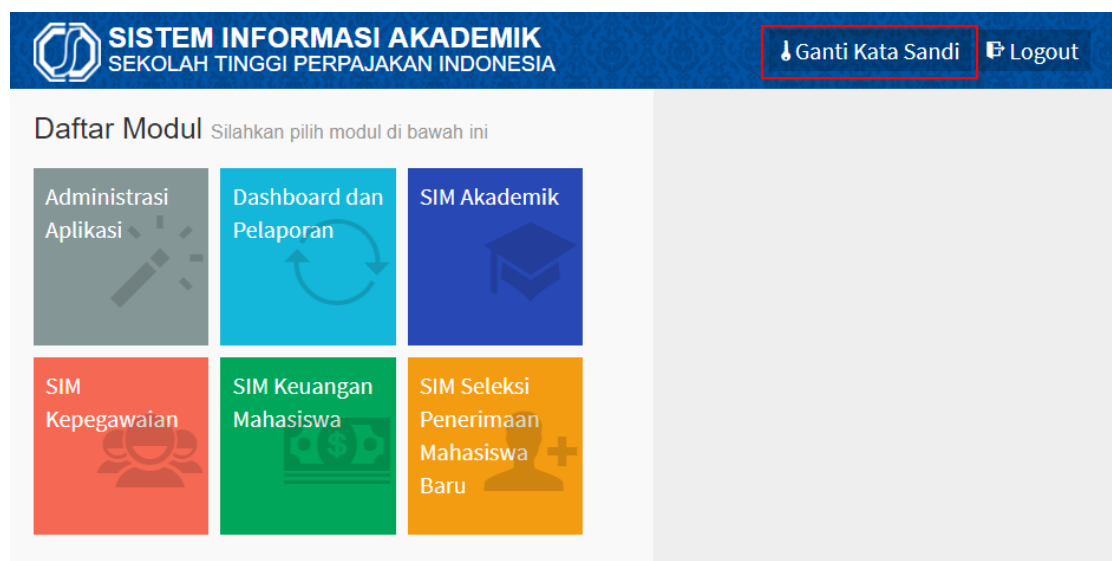 SISTEM INFORMASI AKADEMIK
SEKOLAH TINGGI PERPAJAKAN INDONESIA
Ganti Kata Sandi
Logout
Daftar Modul Silahkan pilih modul di bawah ini
Administrasi
Aplikasi
Dashboard dan
Pelaporan
SIM Akademik
SIM
Kepegawaian
SIM Keuangan
Mahasiswa
SIM Seleksi
Penerimaan
Mahasiswa
Baru